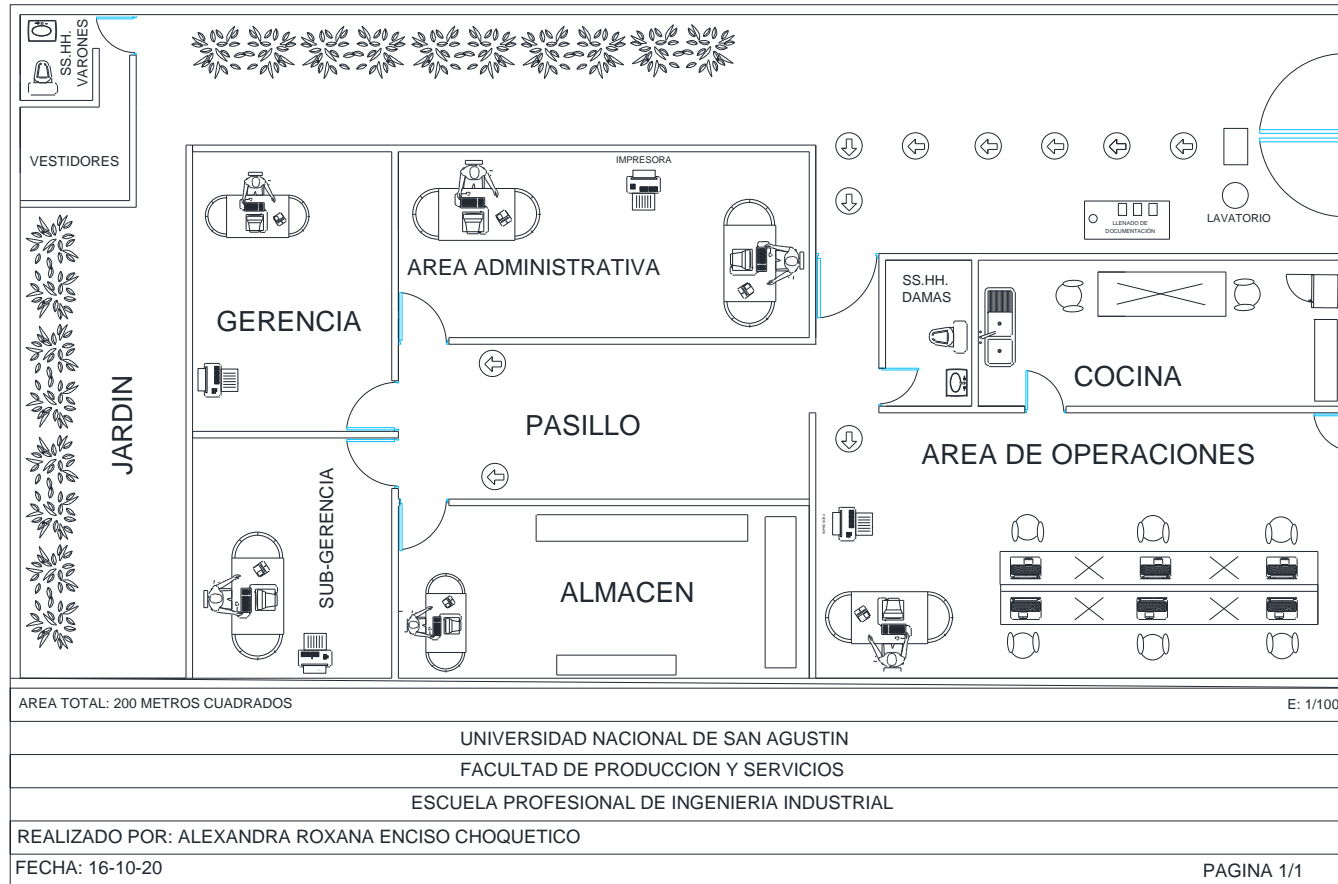 SS.HH.
VARONES
VESTIDORES
IMPRESORA
AREA ADMINISTRATIVA
GERENCIA
LLENADO DE
DOCUMENTACIÓN
LAVATORIO
SS.HH.
DAMAS
COCINA
JARDIN
PASILLO
AREA DE OPERACIONES
SUB-GERENCIA
ALMACEN
AREA TOTAL: 200 METROS CUADRADOS
E: 1/100
UNIVERSIDAD NACIONAL DE SAN AGUSTIN
FACULTAD DE PRODUCCION Y SERVICIOS
ESCUELA PROFESIONAL DE INGENIERIA INDUSTRIAL
REALIZADO POR: ALEXANDRA ROXANA ENCISO CHOQUETICO
FECHA: 16-10-20
PAGINA 1/1